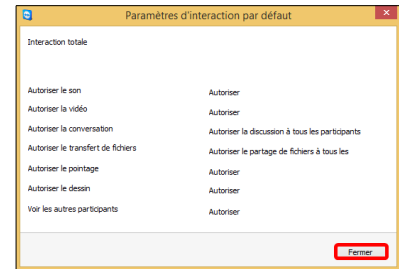 Paramètres d'interaction par défaut
Interaction totale
Autoriser le son Autoriser
Autoriser la vidéo Autoriser
Autoriser la conversation Autoriser la discussion à tous les participants
Autoriser le transfert de fichiers Autoriser le partage de fichiers à tous les
Autoriser le pointage Autoriser
Autoriser le dessin Autoriser
Voir les autres participants Autoriser
Fermer